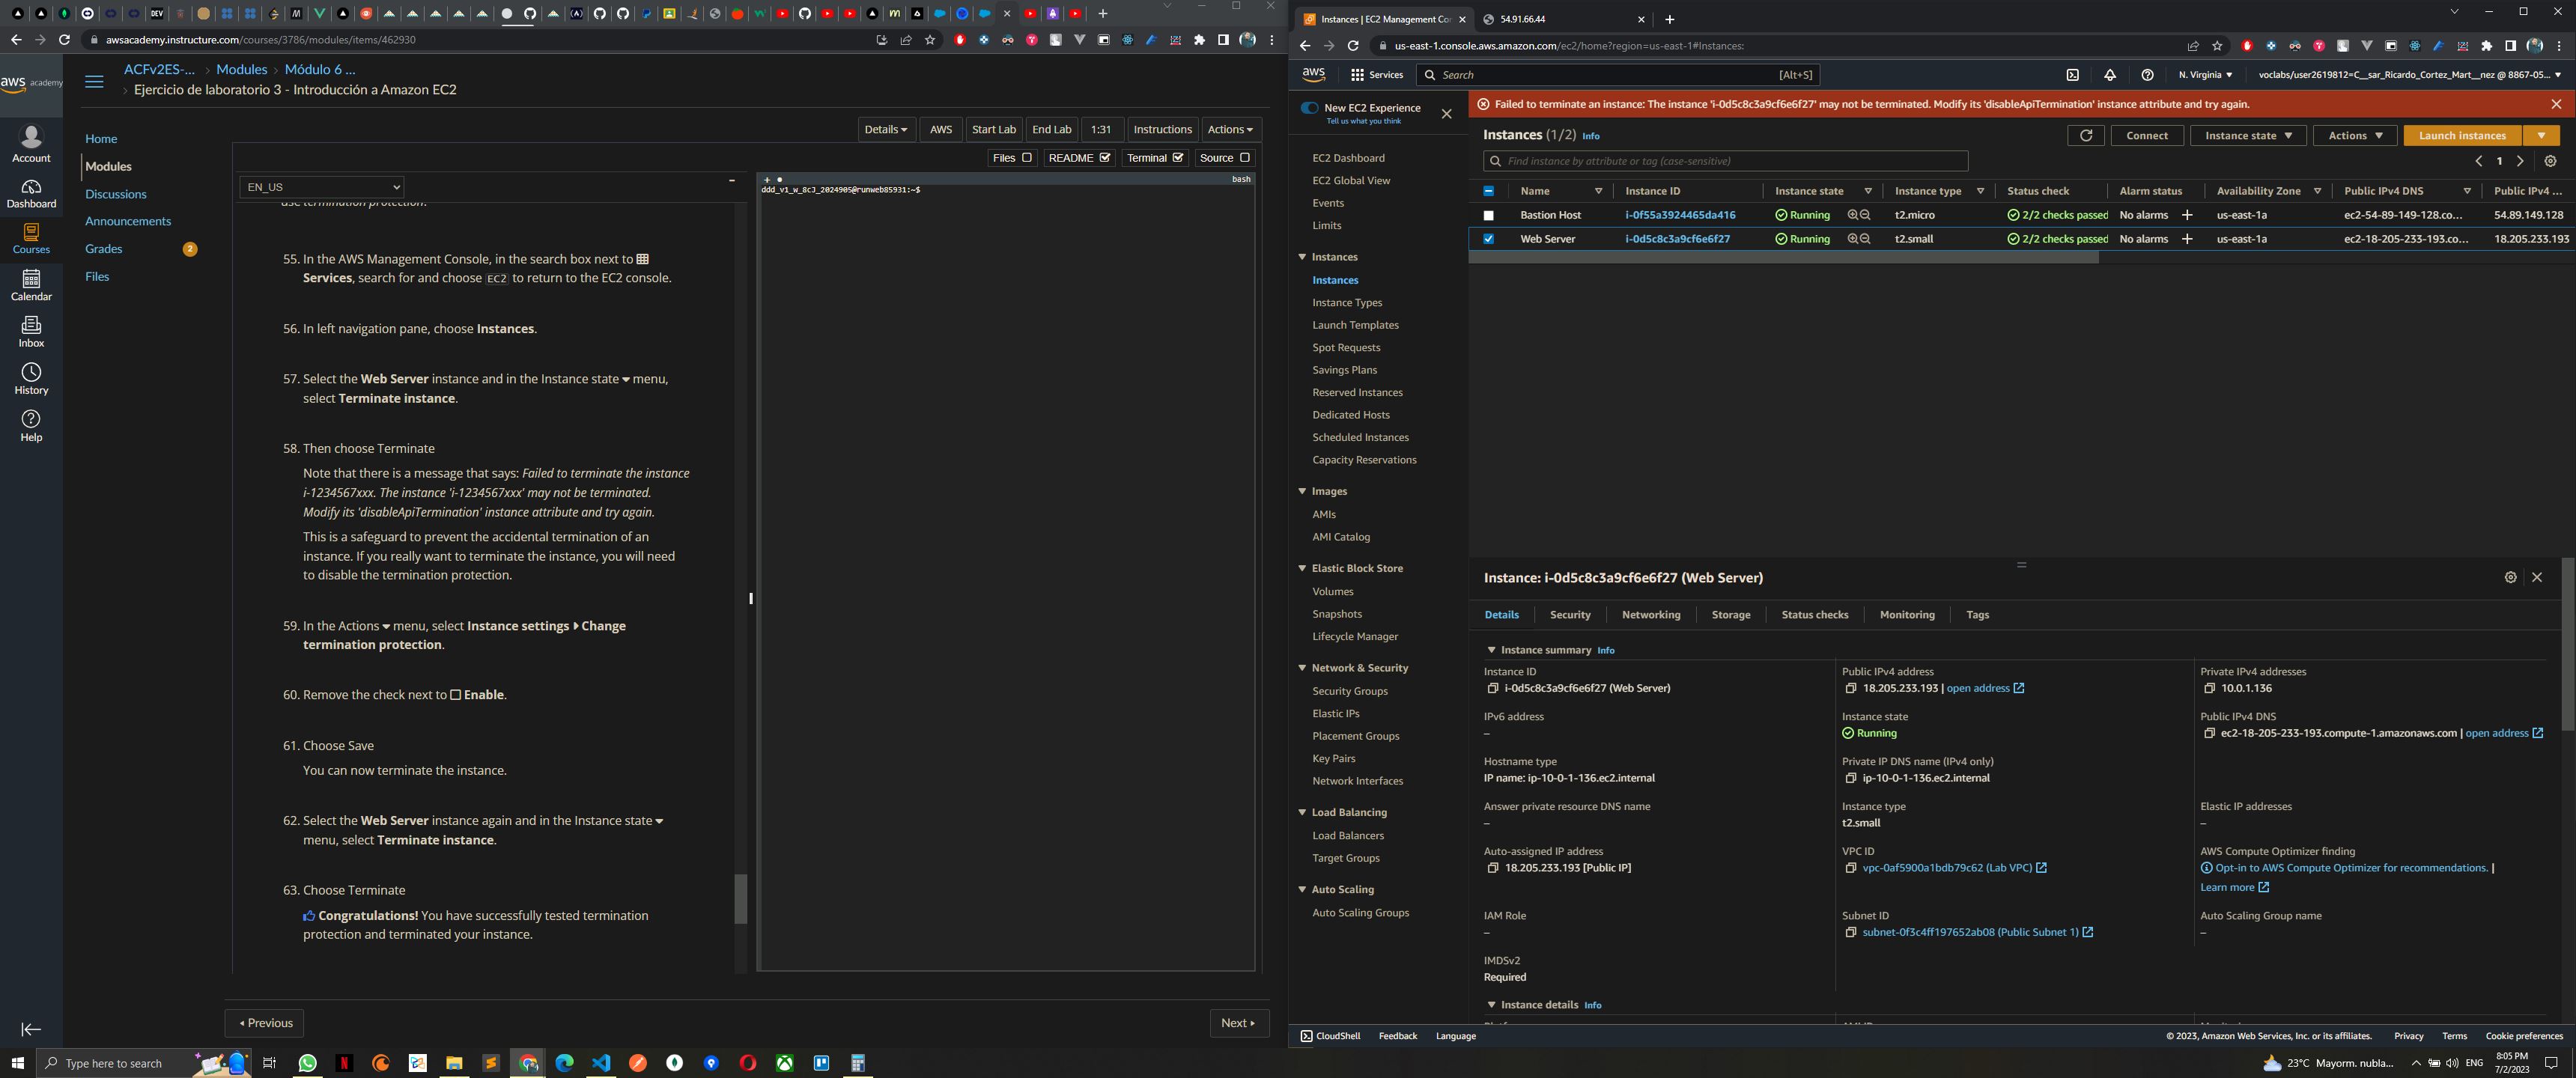 awsacademy.instructure.com/courses/3786/modules/items/462930
aws academy
Account
Dashboard
Courses
Calendar
Inbox
History
Help
ACFv2ES-... › Modules › Módulo 6 ...
› Ejercicio de laboratorio 3 - Introducción a Amazon EC2
Home
Modules
Discussions
Announcements
Grades 2
Files
Details AWS Start Lab End Lab 1:31 Instructions Actions
Files README Terminal Source
EN_US
use termination protection.
55. In the AWS Management Console, in the search box next to
Services, search for and choose EC2 to return to the EC2 console.
56. In left navigation pane, choose Instances.
57. Select the Web Server instance and in the Instance state menu,
select Terminate instance.
58. Then choose Terminate
Note that there is a message that says: Failed to terminate the instance
i-1234567xxx. The instance 'i-1234567xxx' may not be terminated.
Modify its 'disableApiTermination' instance attribute and try again.
This is a safeguard to prevent the accidental termination of an
instance. If you really want to terminate the instance, you will need
to disable the termination protection.
59. In the Actions menu, select Instance settings Change
termination protection.
60. Remove the check next to Enable.
61. Choose Save
You can now terminate the instance.
62. Select the Web Server instance again and in the Instance state
menu, select Terminate instance.
63. Choose Terminate
Congratulations! You have successfully tested termination
protection and terminated your instance.
bash
ddd_v1_w_8cJ_2024905@runweb85931:~$
Previous
Next
Instances | EC2 Management Con
54.91.66.44
us-east-1.console.aws.amazon.com/ec2/home?region=us-east-1#Instances:
aws Services Search [Alt+S] N. Virginia voclabs/user2619812=C__sar_Ricardo_Cortez_Mart__nez @ 8867-05...
New EC2 Experience
Tell us what you think
EC2 Dashboard
EC2 Global View
Events
Limits
Instances
Instances
Instance Types
Launch Templates
Spot Requests
Savings Plans
Reserved Instances
Dedicated Hosts
Scheduled Instances
Capacity Reservations
Images
AMIs
AMI Catalog
Elastic Block Store
Volumes
Snapshots
Lifecycle Manager
Network & Security
Security Groups
Elastic IPs
Placement Groups
Key Pairs
Network Interfaces
Load Balancing
Load Balancers
Target Groups
Auto Scaling
Auto Scaling Groups
Failed to terminate an instance: The instance 'i-0d5c8c3a9cf6e6f27' may not be terminated. Modify its 'disableApiTermination' instance attribute and try again.
Instances (1/2) Info Connect Instance state Actions Launch instances
Find instance by attribute or tag (case-sensitive) 1
Name Instance ID Instance state Instance type Status check Alarm status Availability Zone Public IPv4 DNS Public IPv4 ...
Bastion Host i-0f55a3924465da416 Running t2.micro 2/2 checks passed No alarms + us-east-1a ec2-54-89-149-128.co... 54.89.149.128
Web Server i-0d5c8c3a9cf6e6f27 Running t2.small 2/2 checks passed No alarms + us-east-1a ec2-18-205-233-193.co... 18.205.233.193
Instance: i-0d5c8c3a9cf6e6f27 (Web Server)
Details Security Networking Storage Status checks Monitoring Tags
Instance summary Info
Instance ID Public IPv4 address Private IPv4 addresses
i-0d5c8c3a9cf6e6f27 (Web Server) 18.205.233.193 | open address 10.0.1.136
IPv6 address Instance state Public IPv4 DNS
– Running ec2-18-205-233-193.compute-1.amazonaws.com | open address
Hostname type Private IP DNS name (IPv4 only)
IP name: ip-10-0-1-136.ec2.internal ip-10-0-1-136.ec2.internal
Answer private resource DNS name Instance type Elastic IP addresses
– t2.small –
Auto-assigned IP address VPC ID AWS Compute Optimizer finding
18.205.233.193 [Public IP] vpc-0af5900a1bdb79c62 (Lab VPC) Opt-in to AWS Compute Optimizer for recommendations. |
Learn more
IAM Role Subnet ID Auto Scaling Group name
– subnet-0f3c4ff197652ab08 (Public Subnet 1) –
IMDSv2
Required
Instance details Info
CloudShell Feedback Language © 2023, Amazon Web Services, Inc. or its affiliates. Privacy Terms Cookie preferences
Type here to search
23°C Mayorm. nubla... ENG 8:05 PM
7/2/2023